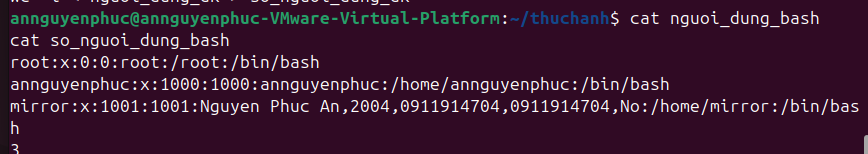 annguyenphuc@annguyenphuc-VMware-Virtual-Platform:~/thuchanh$ cat nguoi_dung_bash
cat so_nguoi_dung_bash
root:x:0:0:root:/root:/bin/bash
annguyenphuc:x:1000:1000:annguyenphuc:/home/annguyenphuc:/bin/bash
mirror:x:1001:1001:Nguyen Phuc An,2004,0911914704,0911914704,No:/home/mirror:/bin/bas
h
3